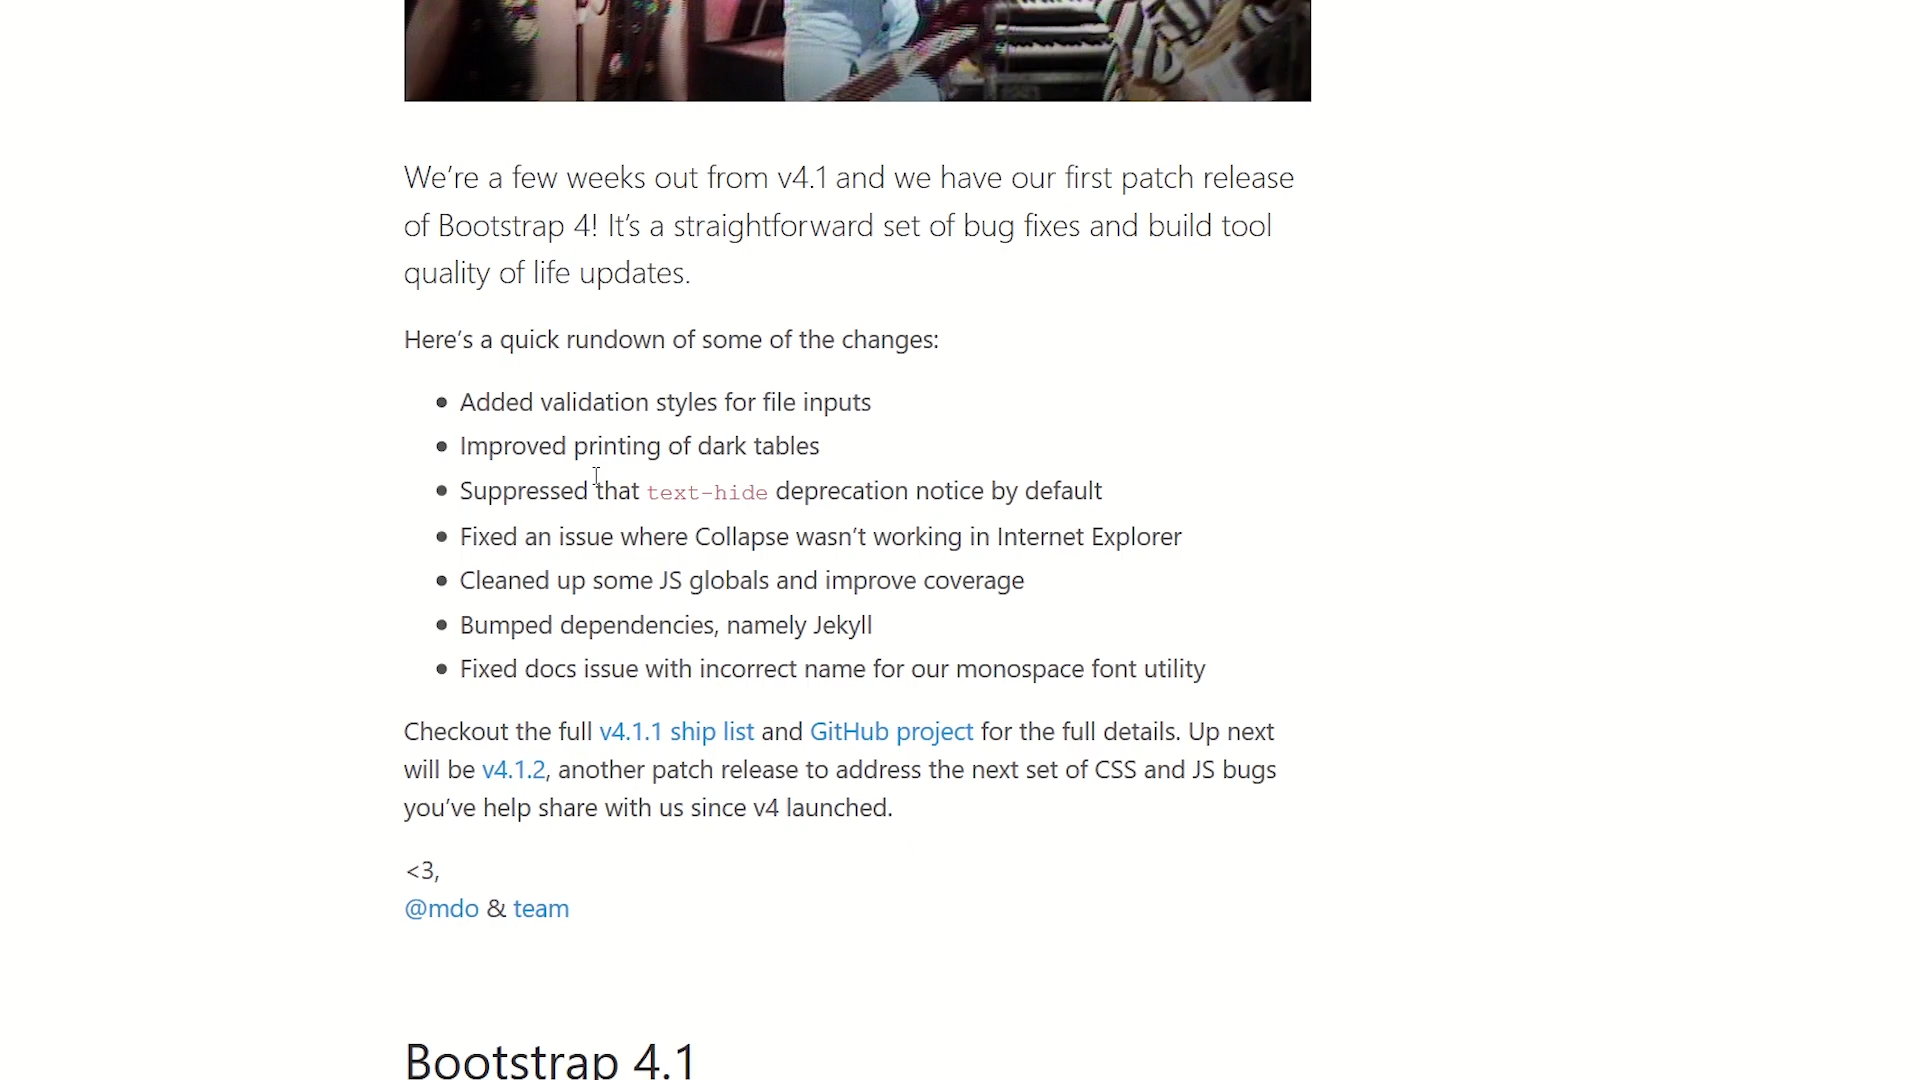 We’re a few weeks out from v4.1 and we have our first patch release
of Bootstrap 4! It’s a straightforward set of bug fixes and build tool
quality of life updates.
Here’s a quick rundown of some of the changes:
Added validation styles for file inputs
Improved printing of dark tables
Suppressed that text-hide deprecation notice by default
Fixed an issue where Collapse wasn’t working in Internet Explorer
Cleaned up some JS globals and improve coverage
Bumped dependencies, namely Jekyll
Fixed docs issue with incorrect name for our monospace font utility
Checkout the full v4.1.1 ship list and GitHub project for the full details. Up next
will be v4.1.2, another patch release to address the next set of CSS and JS bugs
you’ve help share with us since v4 launched.
<3,
@mdo & team
Bootstrap 4.1